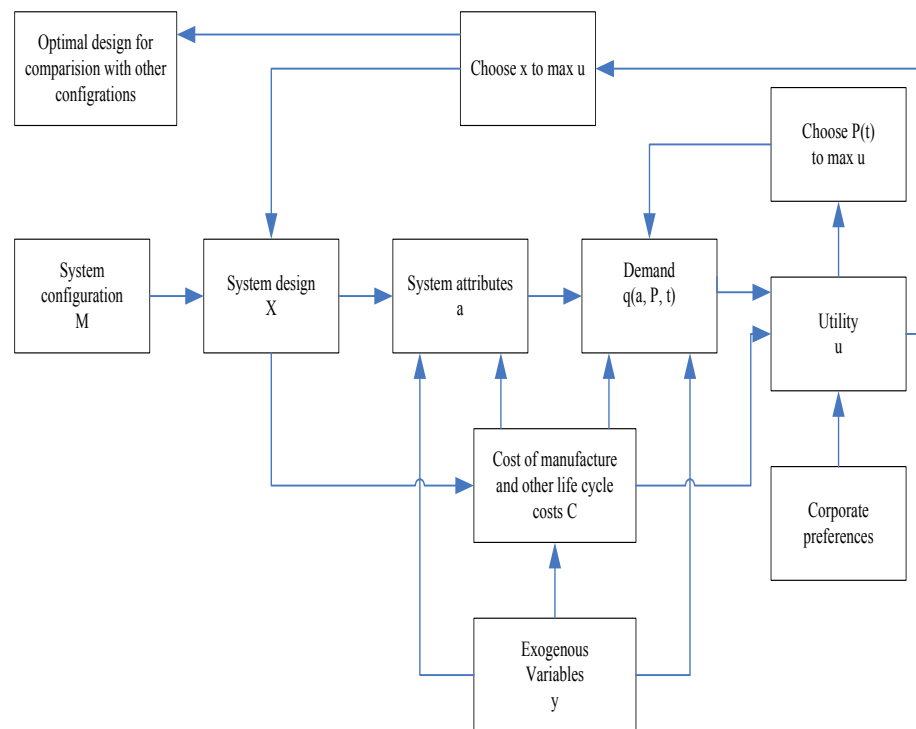 Optimal design for
comparision with other
configrations
Choose x to max u
Choose P(t)
to max u
System
configuration
M
System design
X
System attributes
a
Demand
q(a, P, t)
Utility
u
Cost of manufacture
and other life cycle
costs C
Corporate
preferences
Exogenous
Variables
y